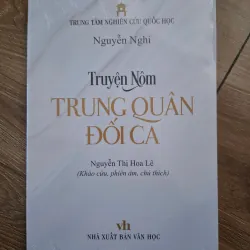 TRUNG TÂM NGHIÊN CỨU QUỐC HỌC
Nguyễn Nghi
Truyện Nôm
TRUNG QUÂN
ĐỐI CA
Nguyễn Thị Hoa Lê
(Khảo cứu, phiên âm, chú thích)
vh
NHÀ XUẤT BẢN VĂN HỌC